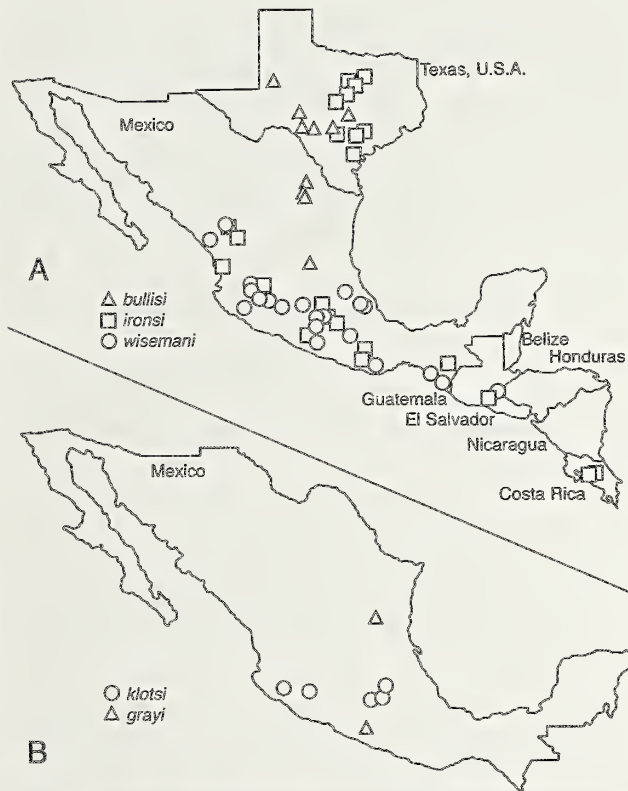 Texas, U.S.A.
Mexico
A
bullisi
ironsi
wisemani
Belize
Honduras
Guatemala
El Salvador
Nicaragua
Costa Rica
Mexico
klotsi
grayi
B